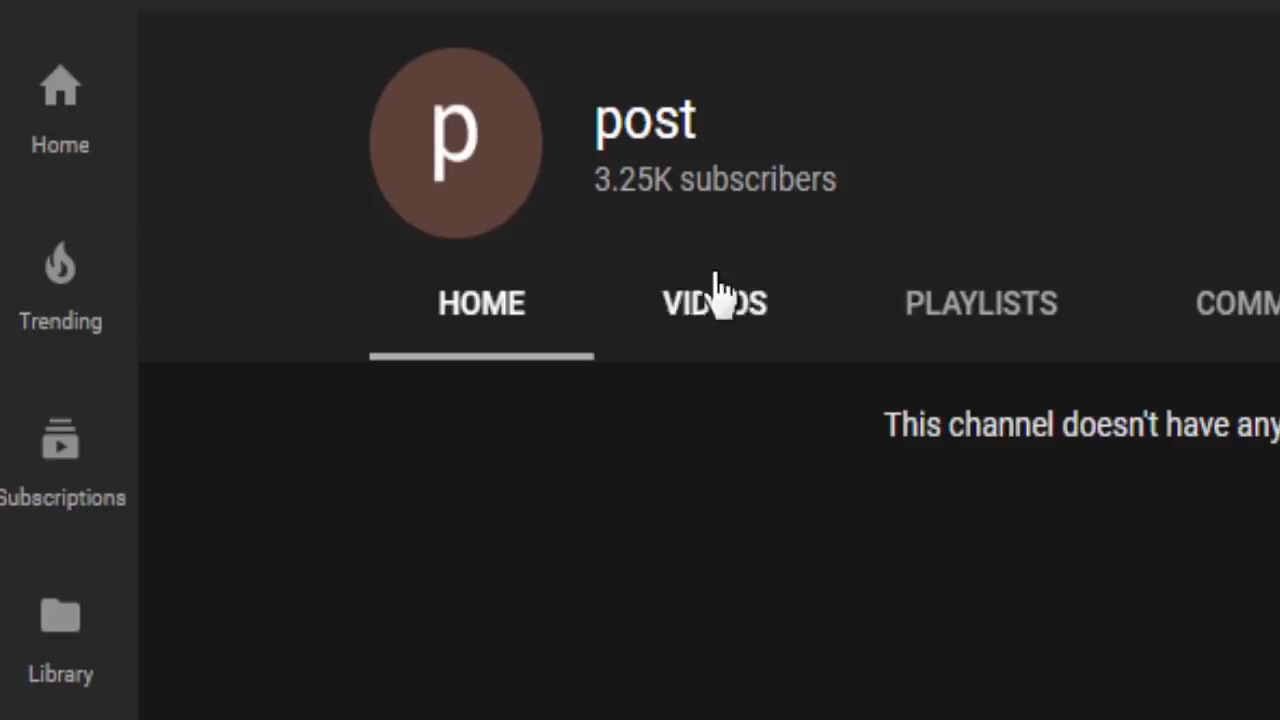 p
post
3.25K subscribers
HOME VIDEOS PLAYLISTS COMM
This channel doesn't have any
Home
Trending
Subscriptions
Library